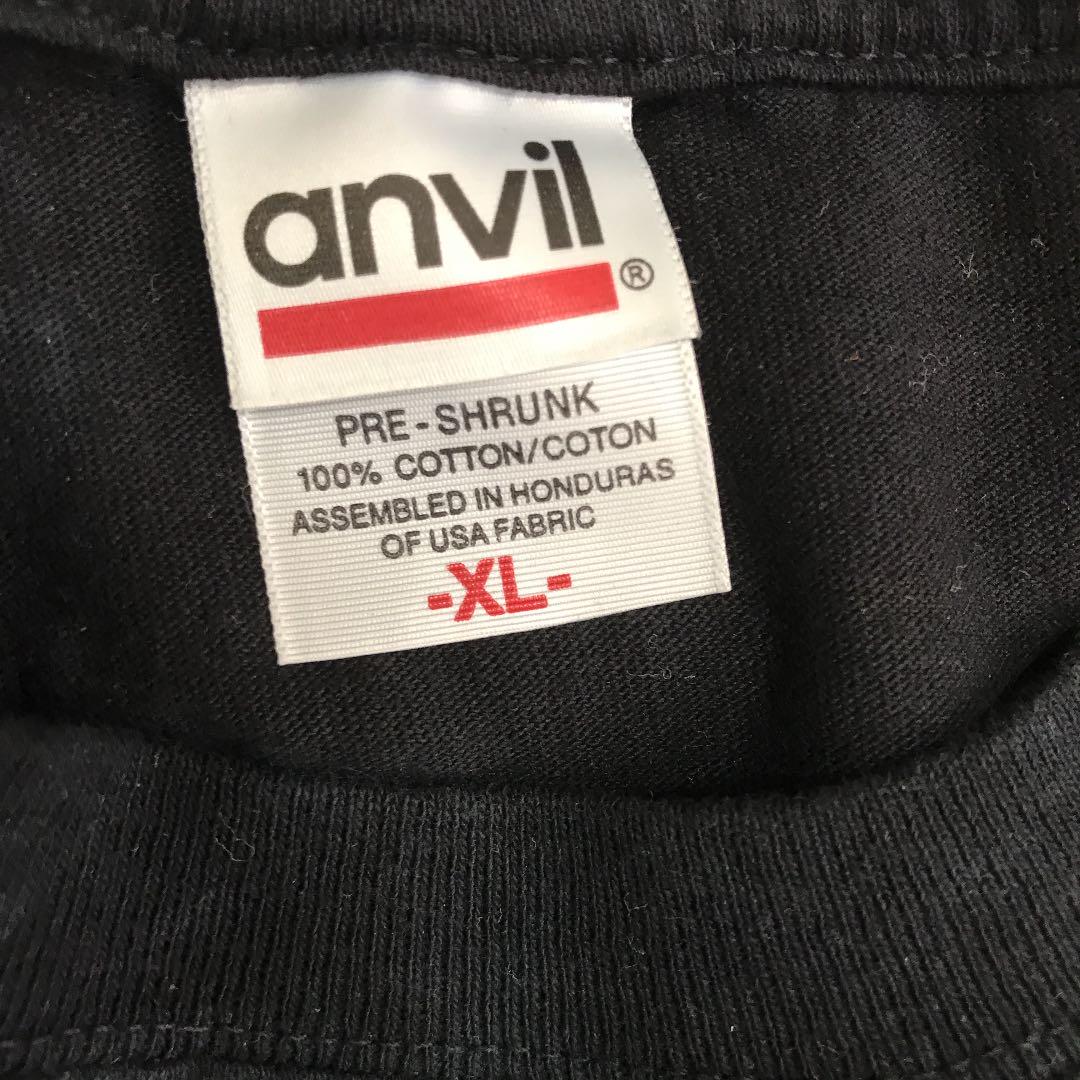 anvil®
PRE-SHRUNK
100% COTTON/COTON
ASSEMBLED IN HONDURAS
OF USA FABRIC
-XL-